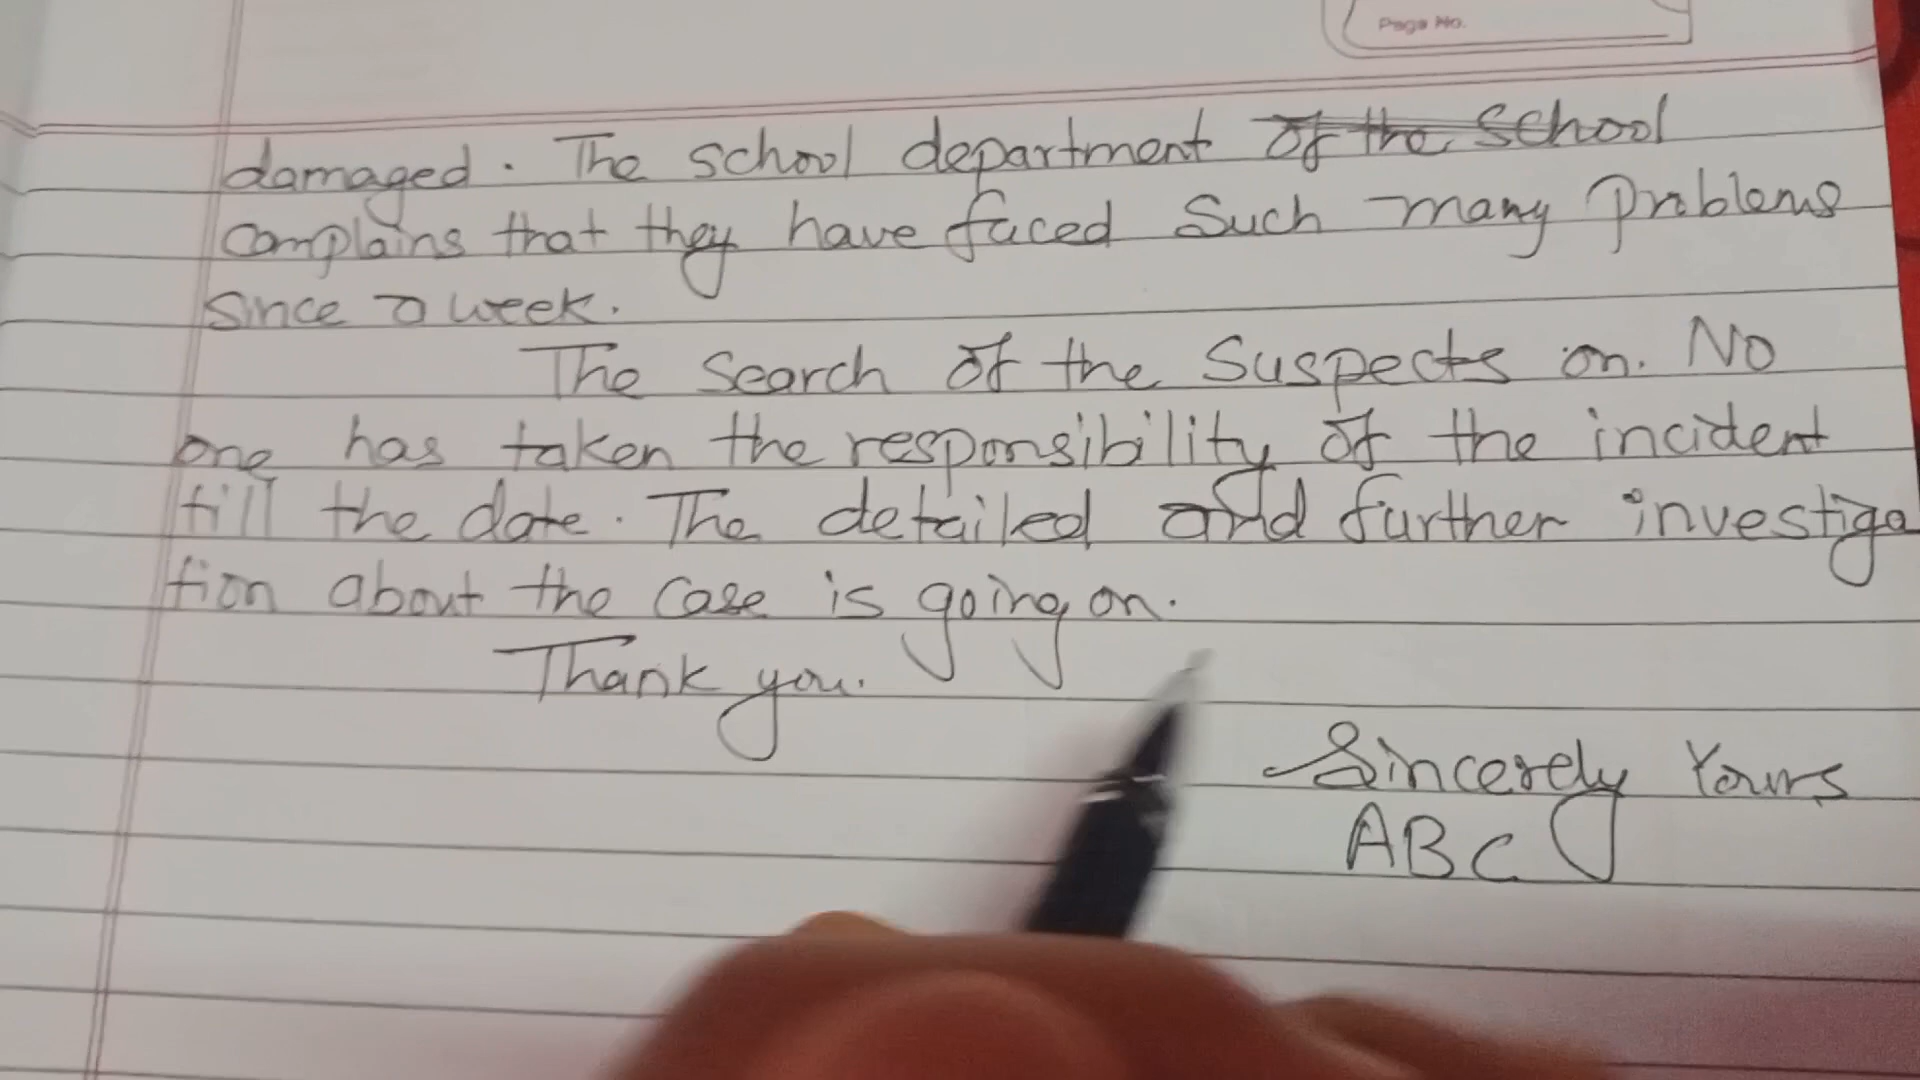 Page No.
damaged. The school department of the school
complains that they have faced Such many Problems
Since a week.
The Search of the Suspects on. No
one has taken the responsibility of the incident
till the date. The detailed and further investiga
tion about the case is going on.
Thank you.
Sincerely Yours
ABC